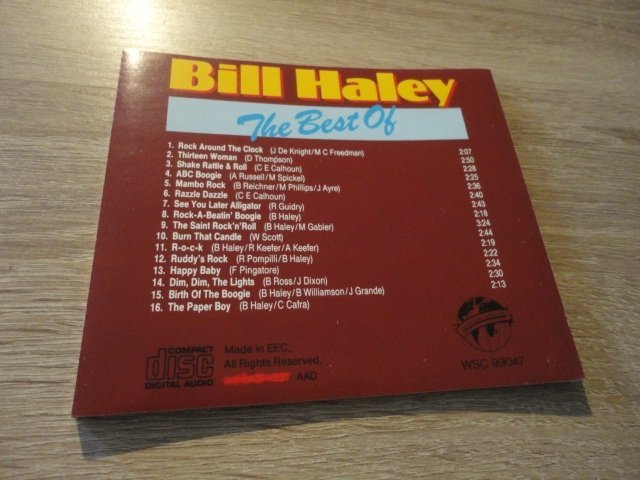 Bill Haley
The Best Of
1. Rock Around The Clock (J De Knight/M C Freedman) 2:07
2. Thirteen Woman (D Thompson) 2:50
3. Shake Rattle & Roll (C E Calhoun) 2:28
4. ABC Boogie (A Russell/M Spickel) 2:25
5. Mambo Rock (B Reichner/M Phillips/J Ayre) 2:36
6. Razzle Dazzle (C E Calhoun) 2:40
7. See You Later Alligator (R Guidry) 2:43
8. Rock-A-Beatin' Boogie (B Haley) 2:18
9. The Saint Rock'n'Roll (B Haley/M Gabler) 3:24
10. Burn That Candle (W Scott) 2:44
11. R-o-c-k (B Haley/R Keefer/A Keefer) 2:19
12. Ruddy's Rock (R Pompilli/B Haley) 2:22
13. Happy Baby (F Pingatore) 2:34
14. Dim, Dim, The Lights (B Ross/J Dixon) 2:30
15. Birth Of The Boogie (B Haley/B Williamson/J Grande) 2:13
16. The Paper Boy (B Haley/C Cafra)
COMPACT
disc
DIGITAL AUDIO
Made in EEC.
All Rights Reserved.
AAD
WSC 99047